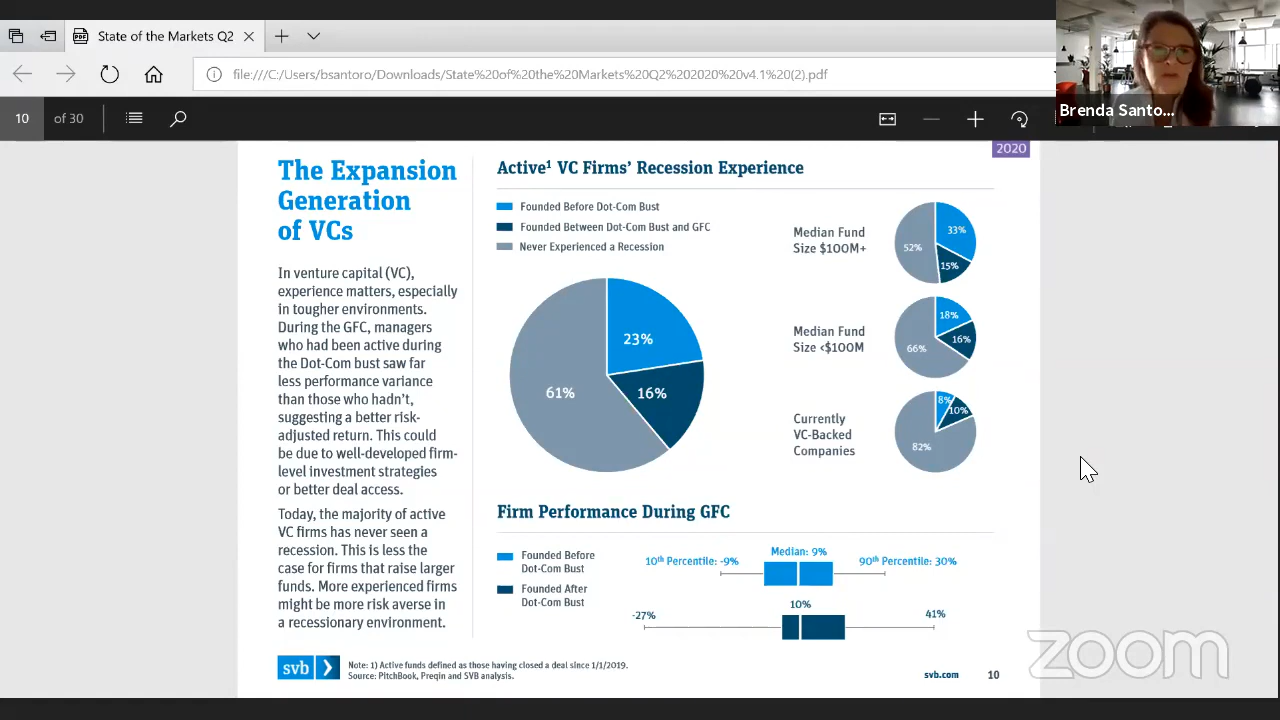 State of the Markets Q2
file:///C:/Users/bsantoro/Downloads/State%20of%20the%20Markets%20Q2%202020%20v4.1%20(2).pdf
10 of 30
Brenda Santo...
2020
The Expansion
Generation
of VCs
In venture capital (VC),
experience matters, especially
in tougher environments.
During the GFC, managers
who had been active during
the Dot-Com bust saw far
less performance variance
than those who hadn't,
suggesting a better risk-
adjusted return. This could
be due to well-developed firm-
level investment strategies
or better deal access.
Today, the majority of active
VC firms has never seen a
recession. This is less the
case for firms that raise larger
funds. More experienced firms
might be more risk averse in
a recessionary environment.
Active1 VC Firms' Recession Experience
Founded Before Dot-Com Bust
Founded Between Dot-Com Bust and GFC
Never Experienced a Recession
23%
16%
61%
Median Fund
Size $100M+
33%
52%
15%
Median Fund
Size <$100M
18%
16%
66%
Currently
VC-Backed
Companies
8%
10%
82%
Firm Performance During GFC
Founded Before
Dot-Com Bust
Founded After
Dot-Com Bust
10th Percentile: -9%
Median: 9%
90th Percentile: 30%
-27%
10%
41%
svb
Note: 1) Active funds defined as those having closed a deal since 1/1/2019.
Source: PitchBook, Preqin and SVB analysis.
svb.com
10
zoom